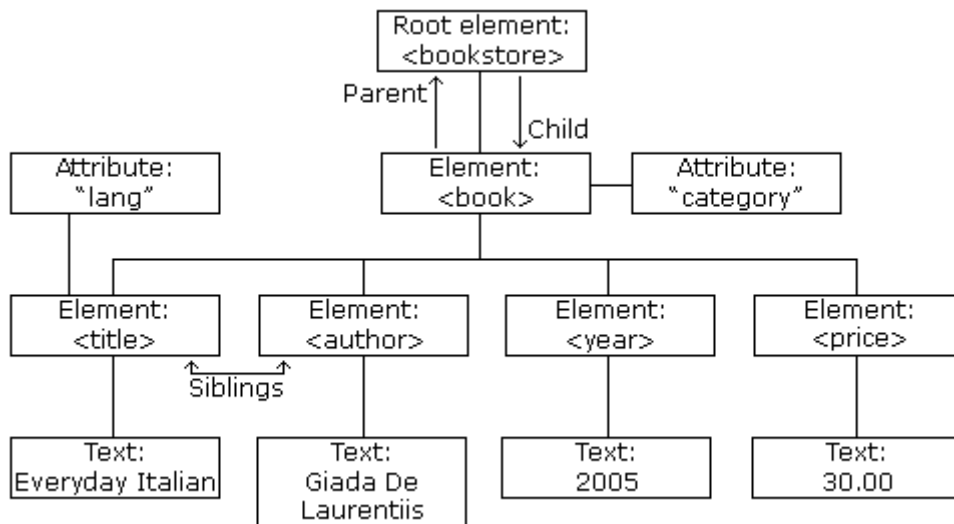 Root element:
<bookstore>
Parent
Child
Attribute:
“lang”
Element:
<book>
Attribute:
“category”
Element:
<title>
Element:
<author>
Element:
<year>
Element:
<price>
Siblings
Text:
Everyday Italian
Text:
Giada De
Laurentiis
Text:
2005
Text:
30.00